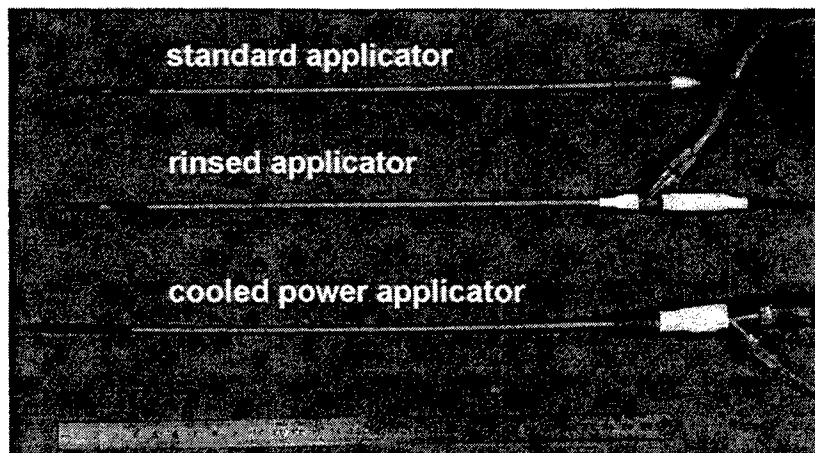 standard applicator
rinsed applicator
cooled power applicator